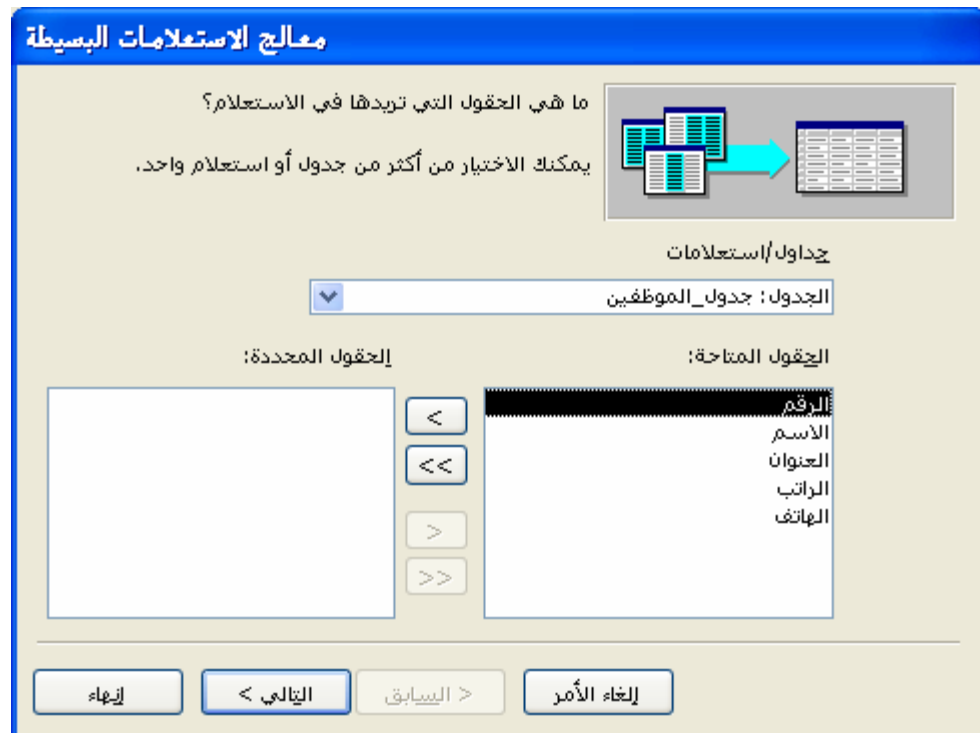 معالج الاستعلامات البسيطة
ما هي الحقول التي تريدها في الاستعلام؟
يمكنك الاختيار من أكثر من جدول أو استعلام واحد.
جداول/استعلامات
الجدول: جدول_الموظفين
الحقول المتاحة:
الحقول المحددة:
الرقم
الاسم
العنوان
الراتب
الهاتف
<
<<
>
>>
إلغاء الأمر
< السابق
التالي >
إنهاء